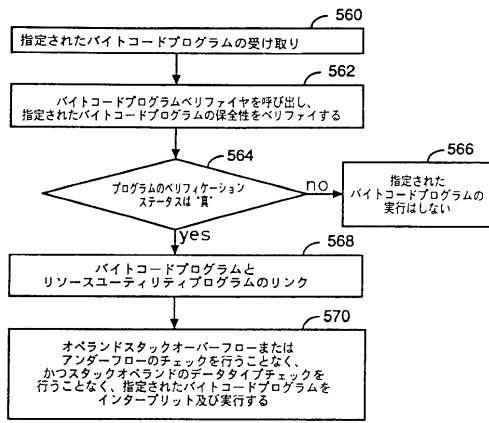 560
指定されたバイトコードプログラムの受け取り
562
バイトコードプログラムベリファイヤを呼び出し、
指定されたバイトコードプログラムの保全性をベリファイする
564
プログラムのベリフィケーション
ステータスは "真"
no
566
指定された
バイトコードプログラムの
実行はしない
yes
568
バイトコードプログラムと
リソースユーティリティプログラムのリンク
570
オペランドスタックオーバーフローまたは
アンダーフローのチェックを行うことなく、
かつスタックオペランドのデータタイプチェックを
行うことなく、指定されたバイトコードプログラムを
インタープリット及び実行する